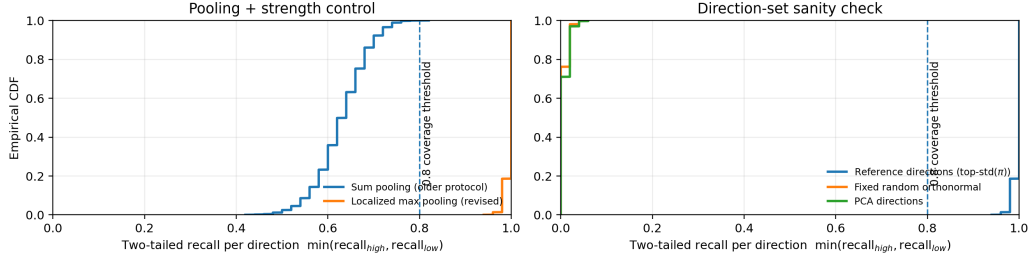 Pooling + strength control
Empirical CDF
1.0
0.8
0.6
0.4
0.2
0.0
0.8 coverage threshold
Sum pooling (older protocol)
Localized max pooling (revised)
0.0 0.2 0.4 0.6 0.8 1.0
Two-tailed recall per direction min(recall_high, recall_low)
Direction-set sanity check
1.0
0.8
0.6
0.4
0.2
0.0
0.8 coverage threshold
Reference directions (top-std(π))
Fixed random orthonormal
PCA directions
0.0 0.2 0.4 0.6 0.8 1.0
Two-tailed recall per direction min(recall_high, recall_low)